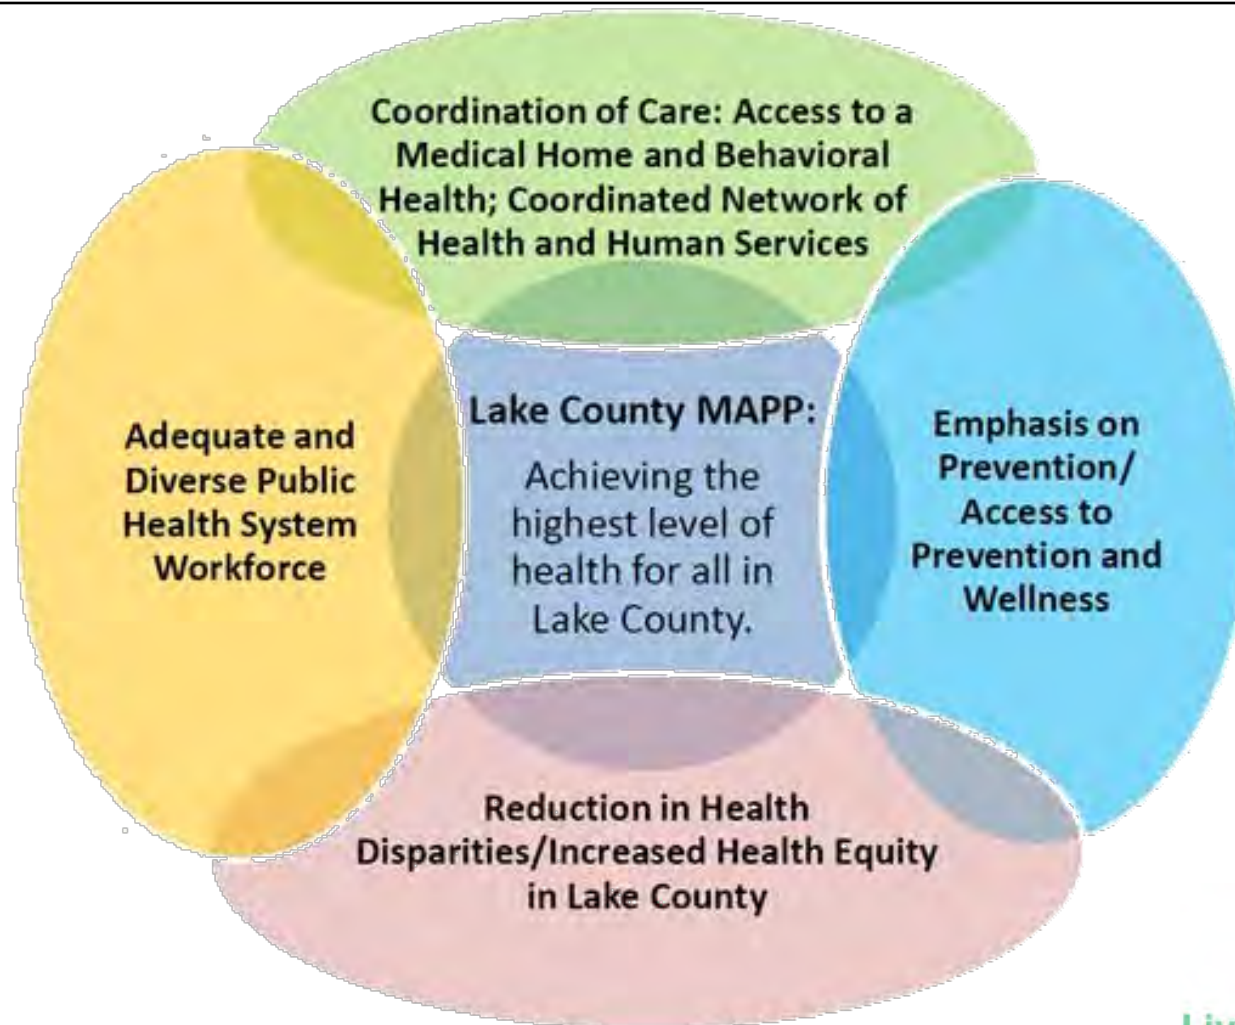 Coordination of Care: Access to a
Medical Home and Behavioral
Health; Coordinated Network of
Health and Human Services
Adequate and
Diverse Public
Health System
Workforce
Lake County MAPP:
Achieving the
highest level of
health for all in
Lake County.
Emphasis on
Prevention/
Access to
Prevention and
Wellness
Reduction in Health
Disparities/Increased Health Equity
in Lake County